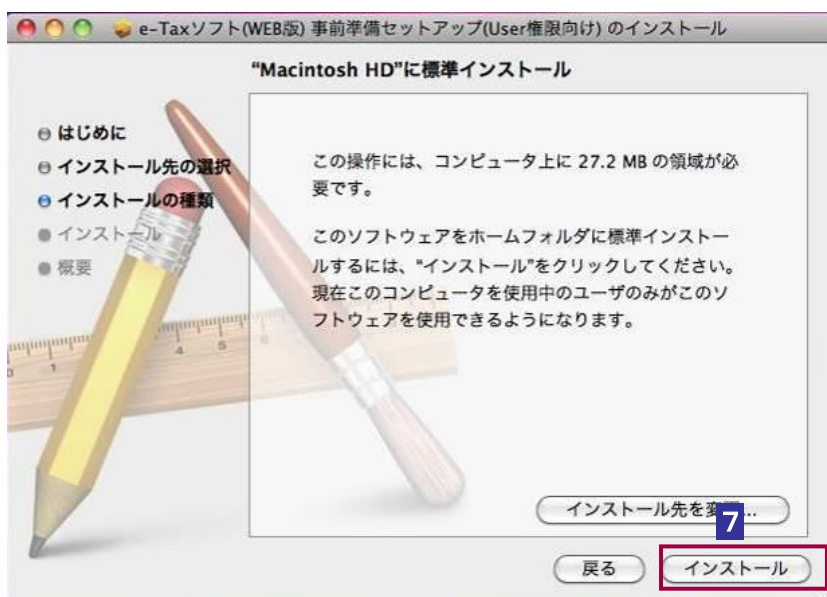 e-Taxソフト(WEB版) 事前準備セットアップ(User権限向け) のインストール
“Macintosh HD”に標準インストール
はじめに
インストール先の選択
インストールの種類
インストール
概要
この操作には、コンピュータ上に 27.2 MB の領域が必
要です。
このソフトウェアをホームフォルダに標準インストー
ルするには、“インストール”をクリックしてください。
現在このコンピュータを使用中のユーザのみがこのソ
フトウェアを使用できるようになります。
1
4
5
6
インストール先を変...
7
戻る
インストール